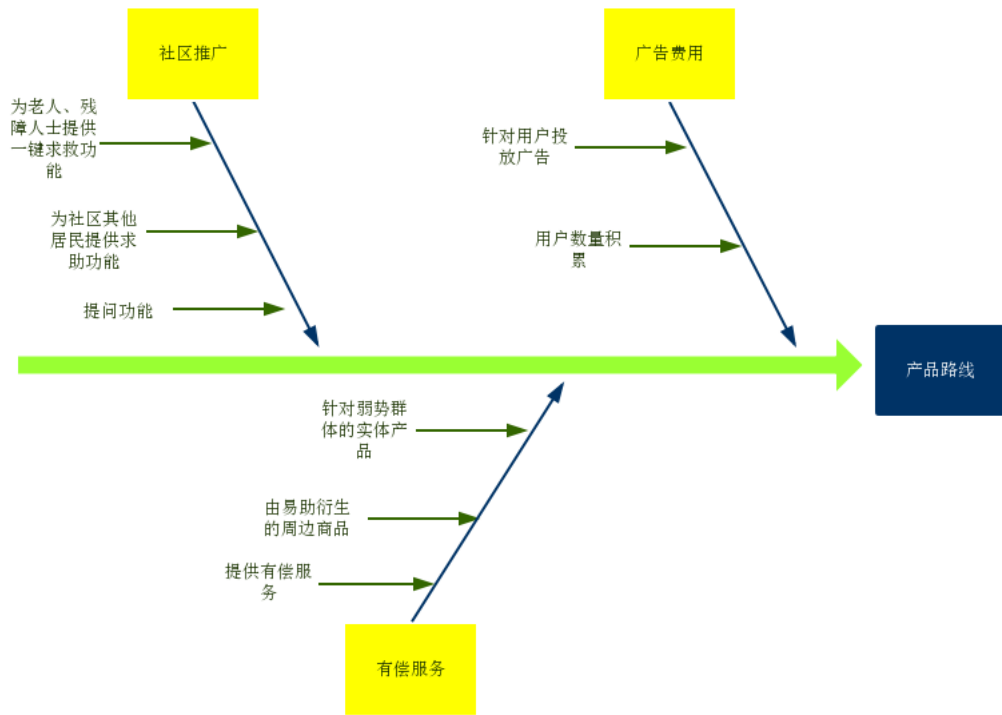 社区推广
为老人、残
障人士提供
一键求救功
能
为社区其他
居民提供求
助功能
提问功能
广告费用
针对用户投
放广告
用户数量积
累
产品路线
针对弱势群
体的实体产
品
由易助衍生
的周边商品
提供有偿服
务
有偿服务